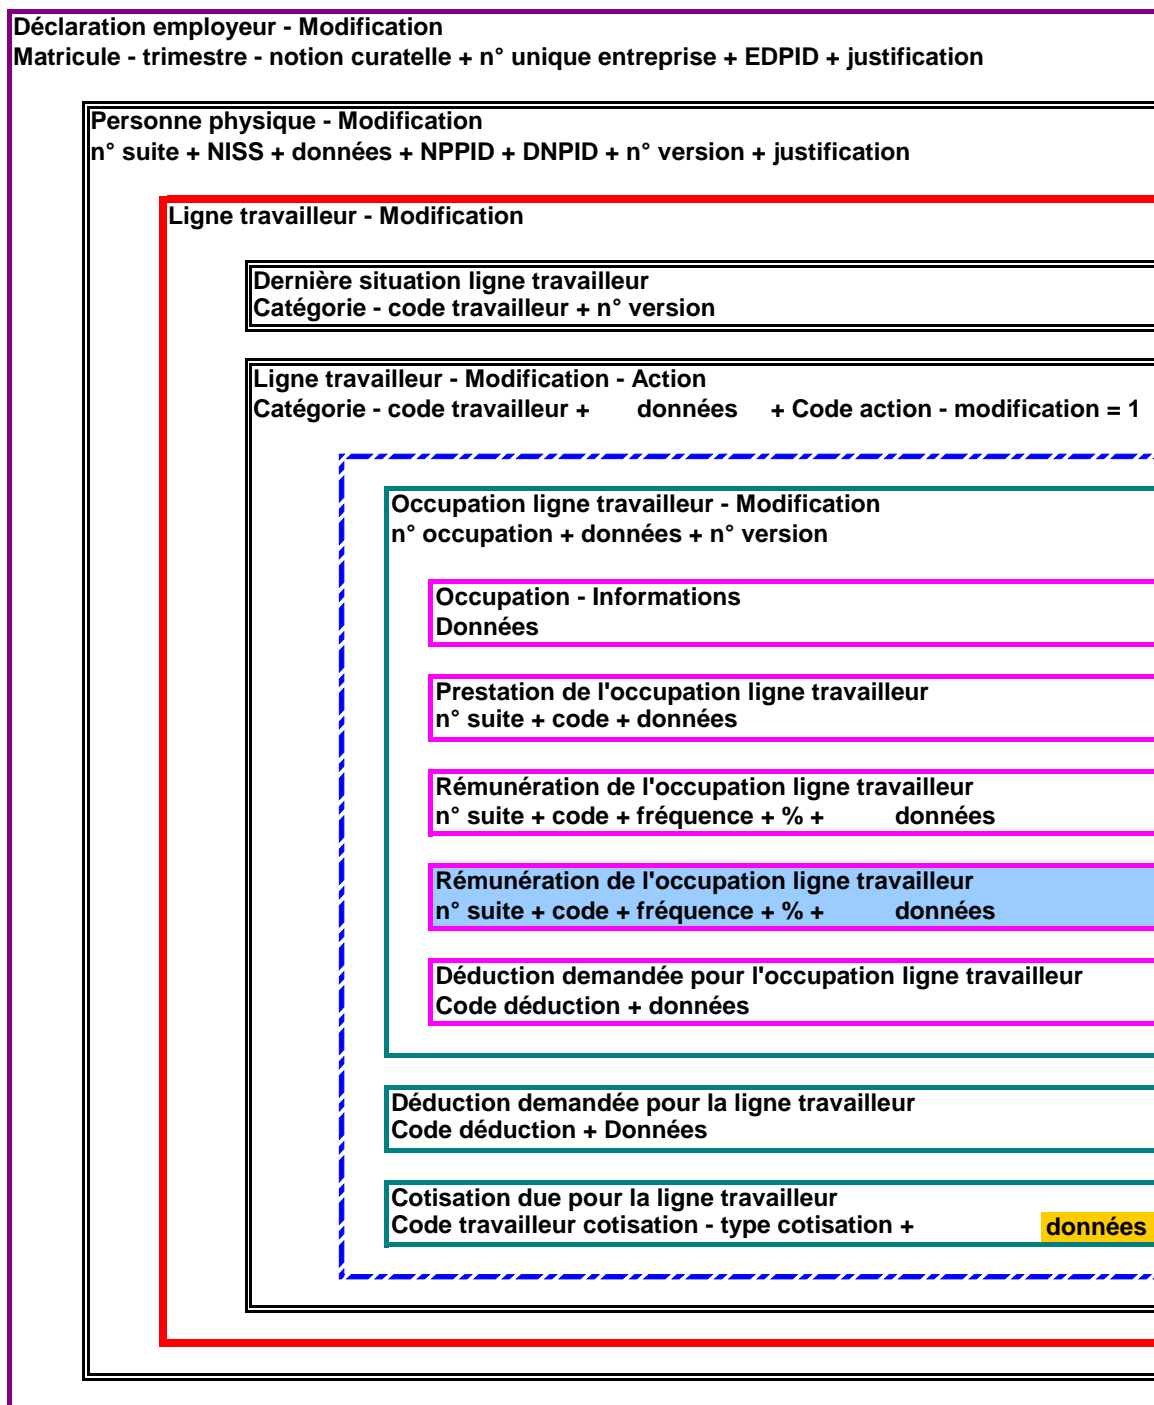 Déclaration employeur - Modification
Matricule - trimestre - notion curatelle + n° unique entreprise + EDPID + justification
Personne physique - Modification
n° suite + NISS + données + NPPID + DNPID + n° version + justification
Ligne travailleur - Modification
Dernière situation ligne travailleur
Catégorie - code travailleur + n° version
Ligne travailleur - Modification - Action
Catégorie - code travailleur + données + Code action - modification = 1
Occupation ligne travailleur - Modification
n° occupation + données + n° version
Occupation - Informations
Données
Prestation de l'occupation ligne travailleur
n° suite + code + données
Rémunération de l'occupation ligne travailleur
n° suite + code + fréquence + % + données
Rémunération de l'occupation ligne travailleur
n° suite + code + fréquence + % + données
Déduction demandée pour l'occupation ligne travailleur
Code déduction + données
Déduction demandée pour la ligne travailleur
Code déduction + Données
Cotisation due pour la ligne travailleur
Code travailleur cotisation - type cotisation + données